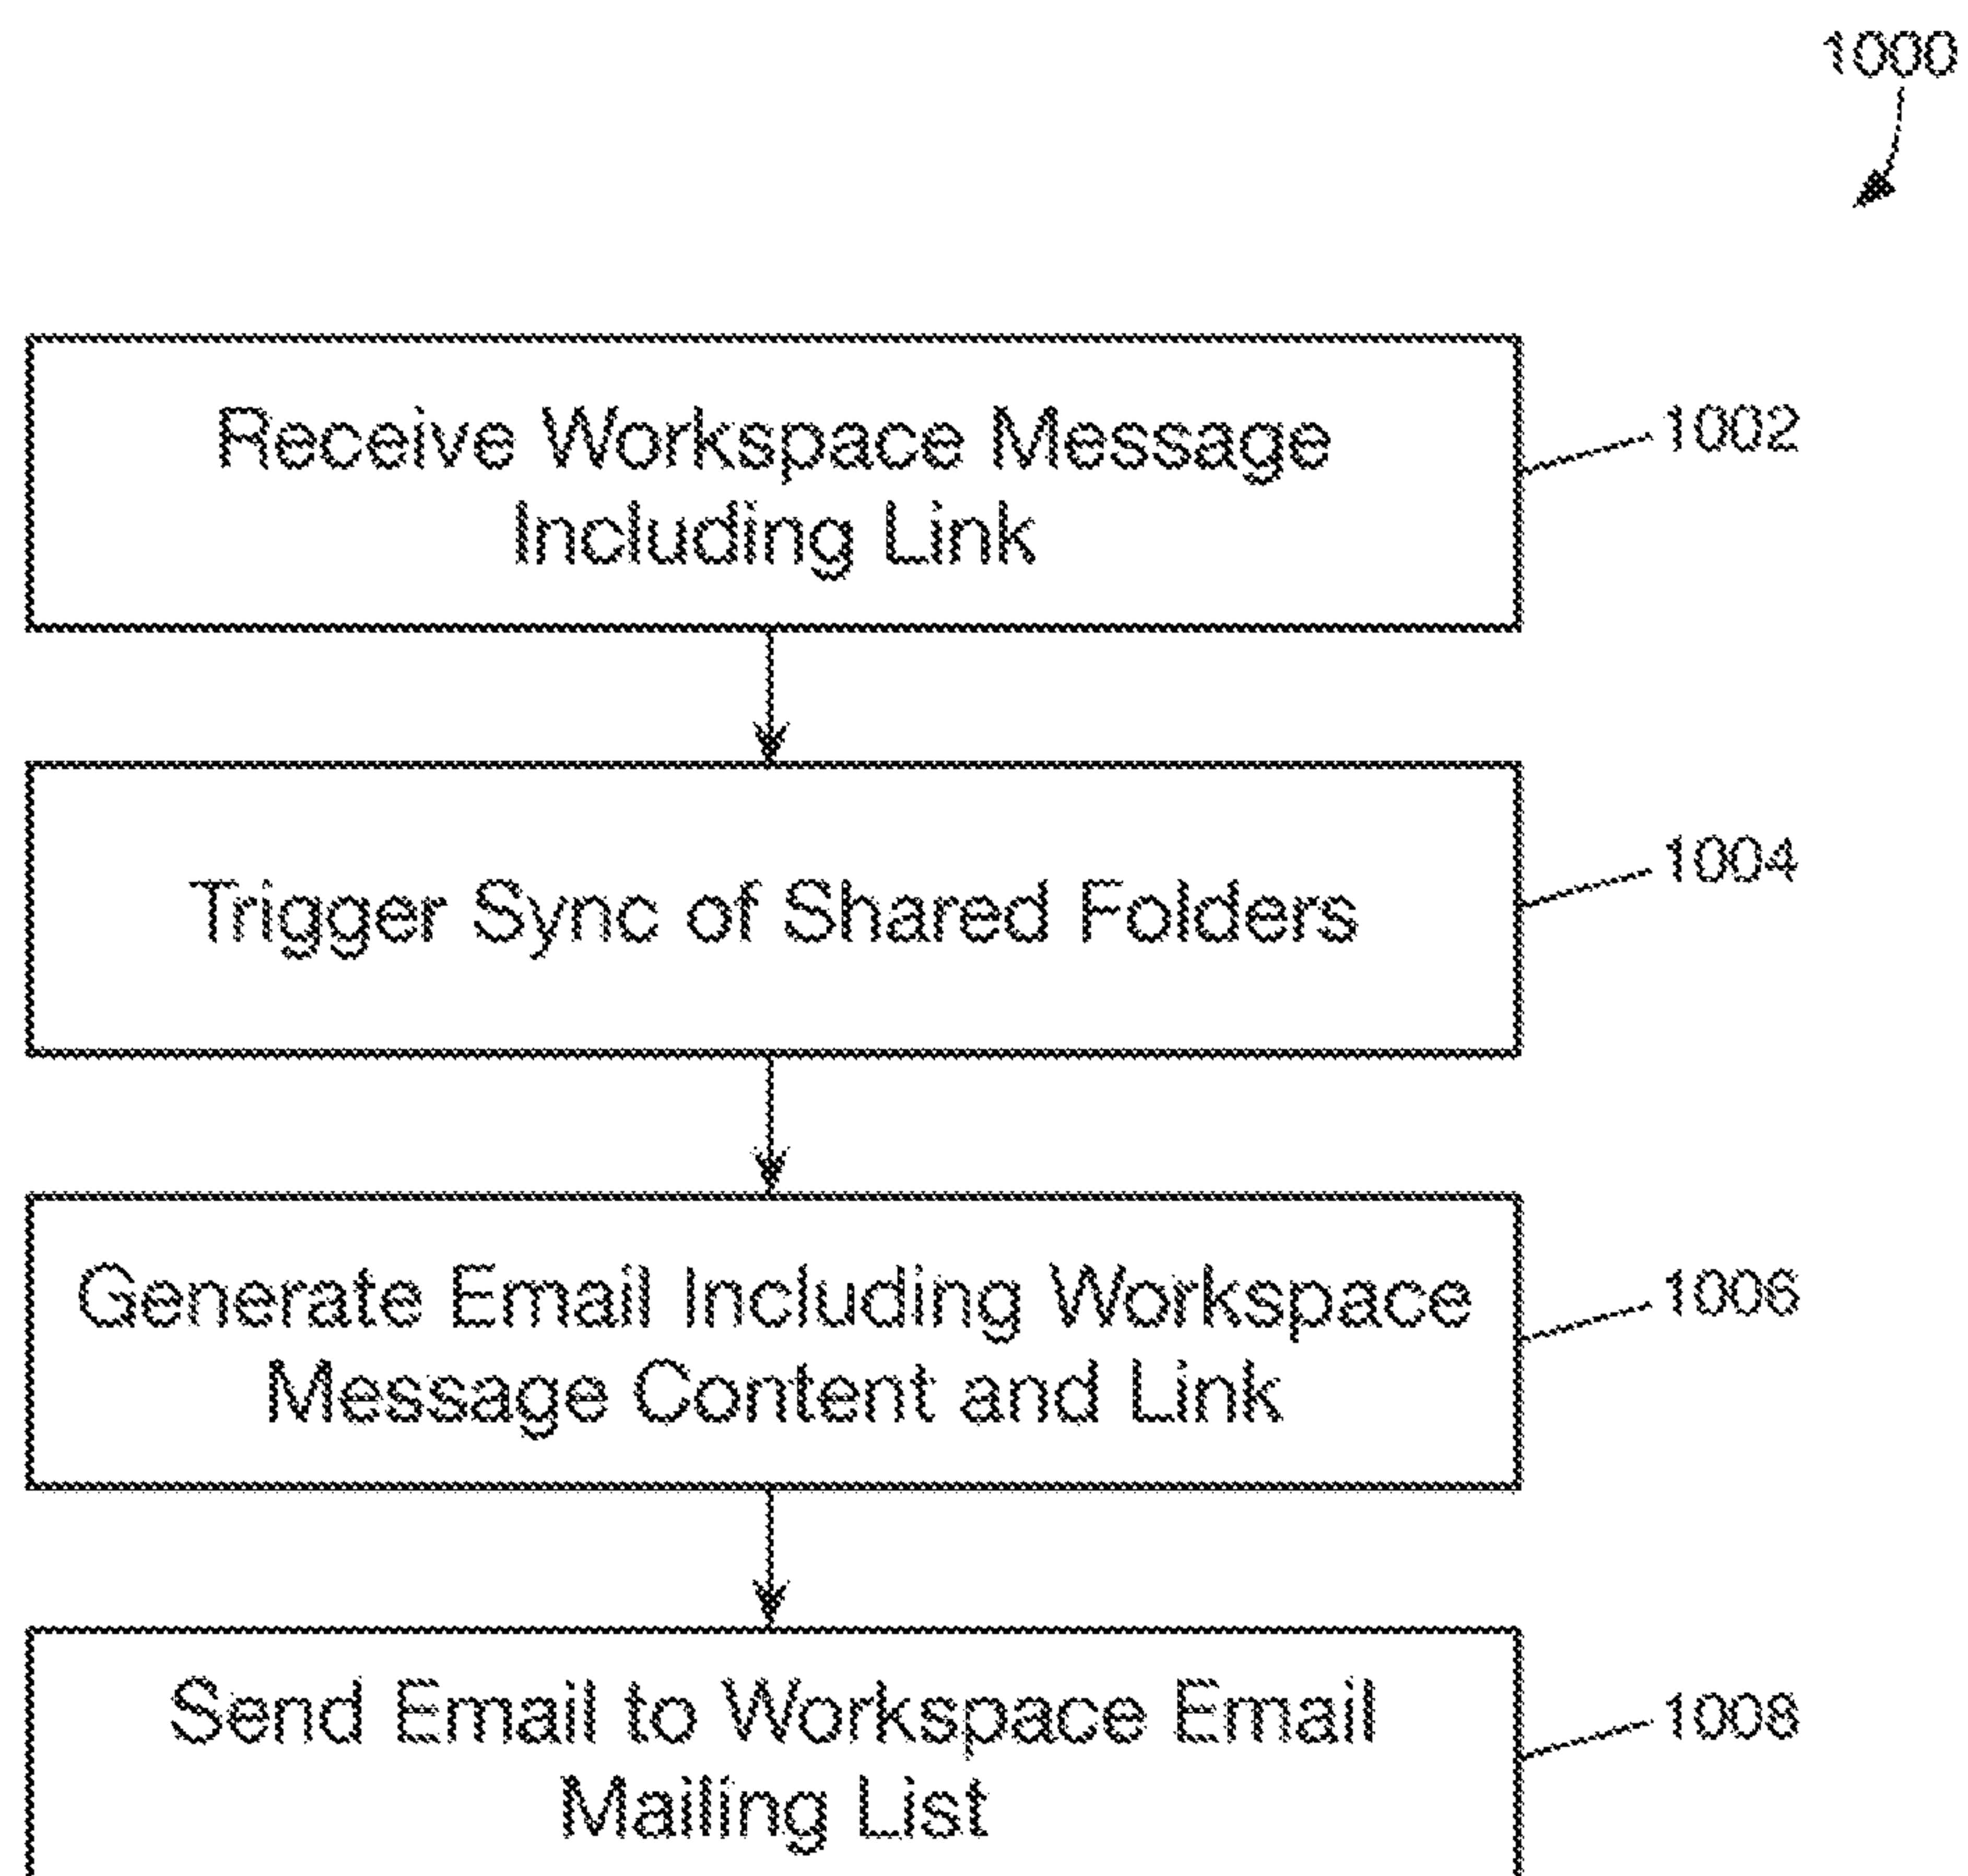 1000
Receive Workspace Message
Including Link
1002
Trigger Sync of Shared Folders
1004
Generate Email Including Workspace
Message Content and Link
1006
Send Email to Workspace Email
Mailing List
1008